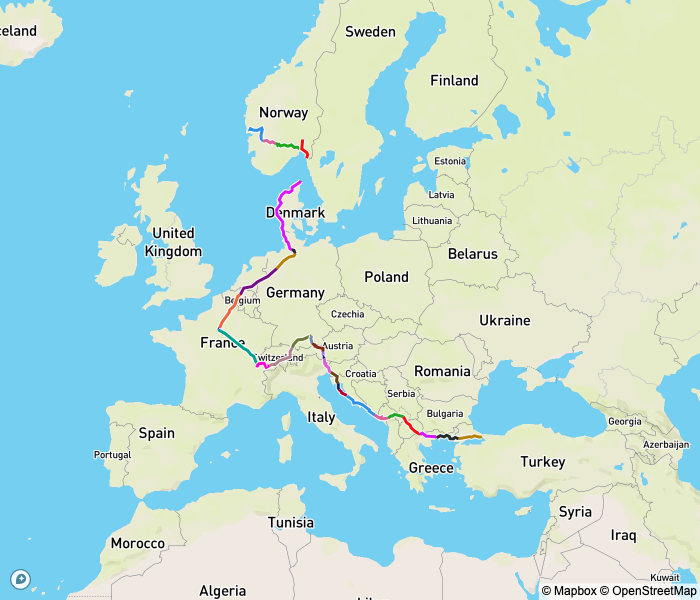 celand
Sweden
Finland
Norway
Estonia
Latvia
Denmark
Lithuania
United
Kingdom
Belarus
Poland
Germany
Belgium
Czechia
Ukraine
France
Switzerland
Austria
Croatia
Romania
Serbia
Italy
Bulgaria
Georgia
Spain
Azerbaijan
Portugal
Greece
Turkey
Syria
Tunisia
Iraq
Morocco
Kuwait
Algeria
© Mapbox © OpenStreetMap